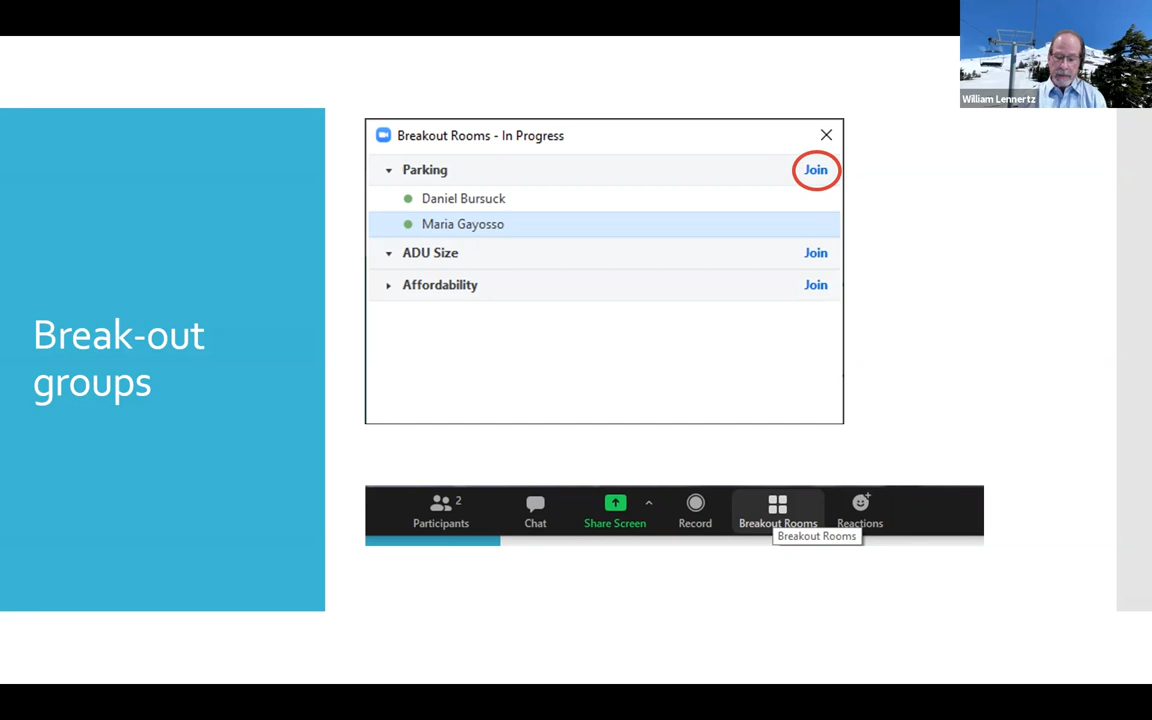 William Lennertz
Breakout Rooms - In Progress
Parking Join
Daniel Bursuck
Maria Gayosso
ADU Size Join
Affordability Join
Break-out
groups
2
Participants Chat Share Screen Record Breakout Rooms Reactions
Breakout Rooms